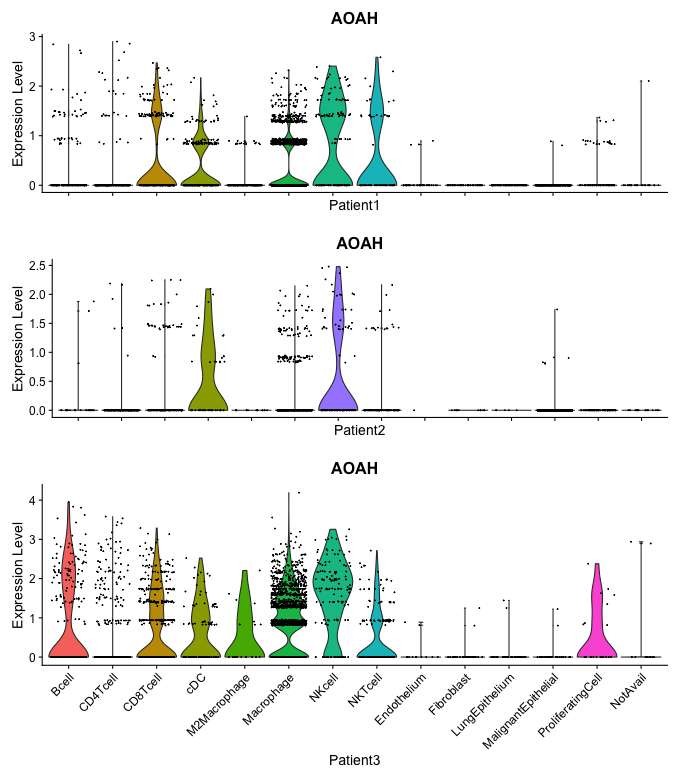 AOAH
Expression Level
3
2
1
0
Patient1
AOAH
Expression Level
2.5
2.0
1.5
1.0
0.5
0.0
Patient2
AOAH
Expression Level
4
3
2
1
0
Bcell
CD4Tcell
CD8Tcell
cDC
M2Macrophage
Macrophage
NKcell
NKTcell
Endothelium
Fibroblast
LungEpithelium
MalignantEpithelial
ProliferatingCell
NotAvail
Patient3